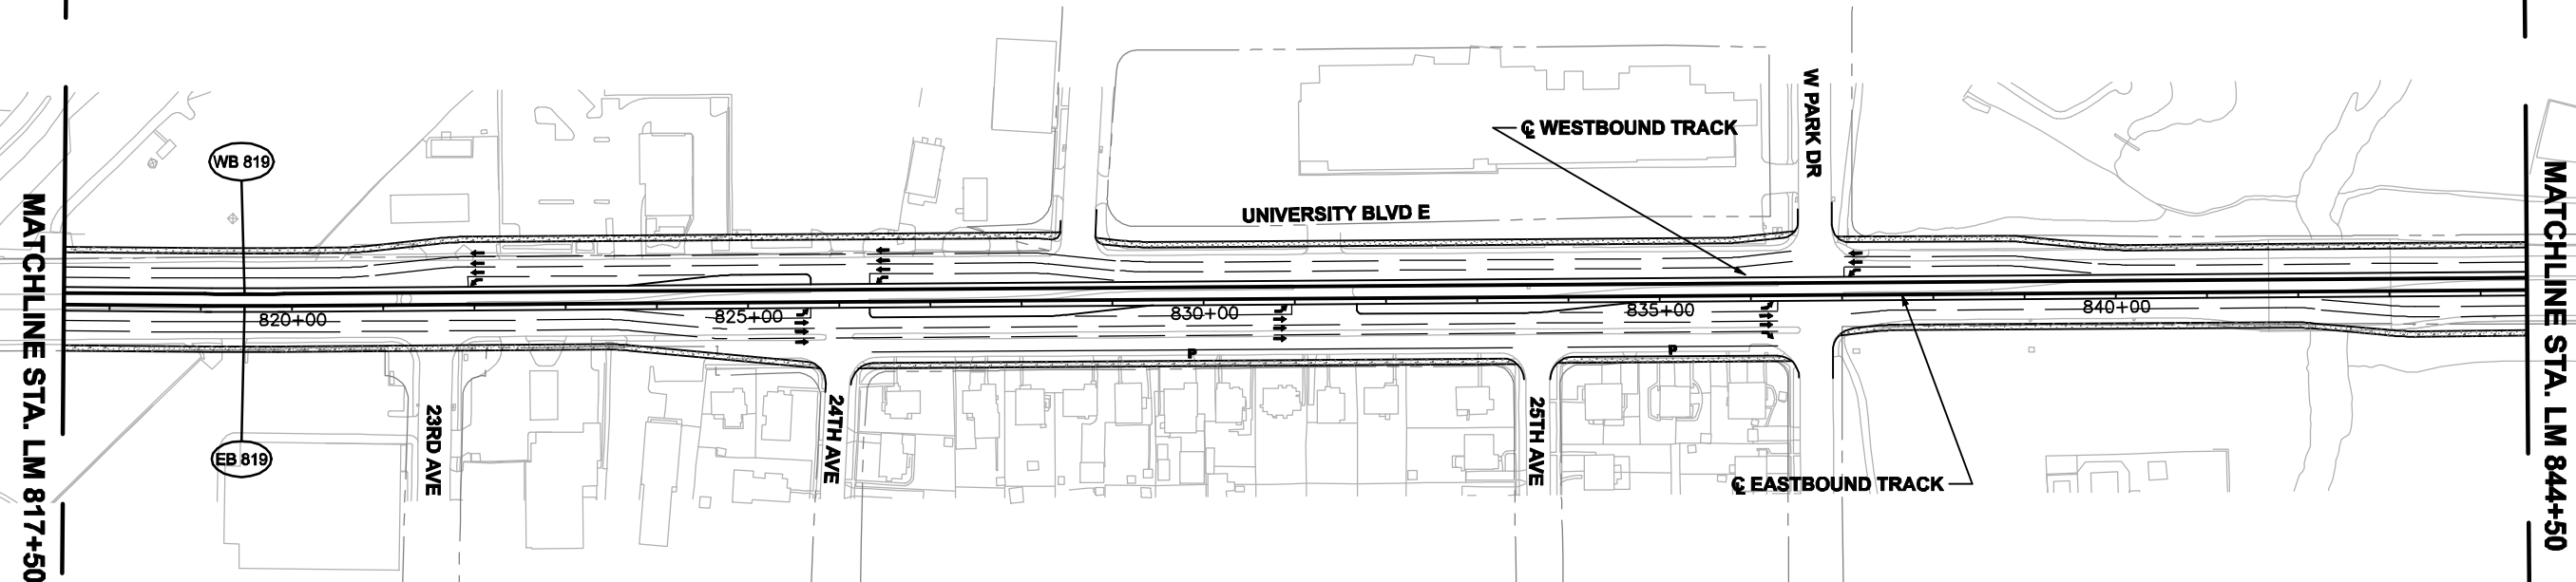 MATCHLINE STA. LM 817+50
WB 819
EB 819
820+00
23RD AVE
825+00
24TH AVE
UNIVERSITY BLVD E
830+00
P
℄ WESTBOUND TRACK
25TH AVE
835+00
P
W PARK DR
℄ EASTBOUND TRACK
840+00
MATCHLINE STA. LM 844+50